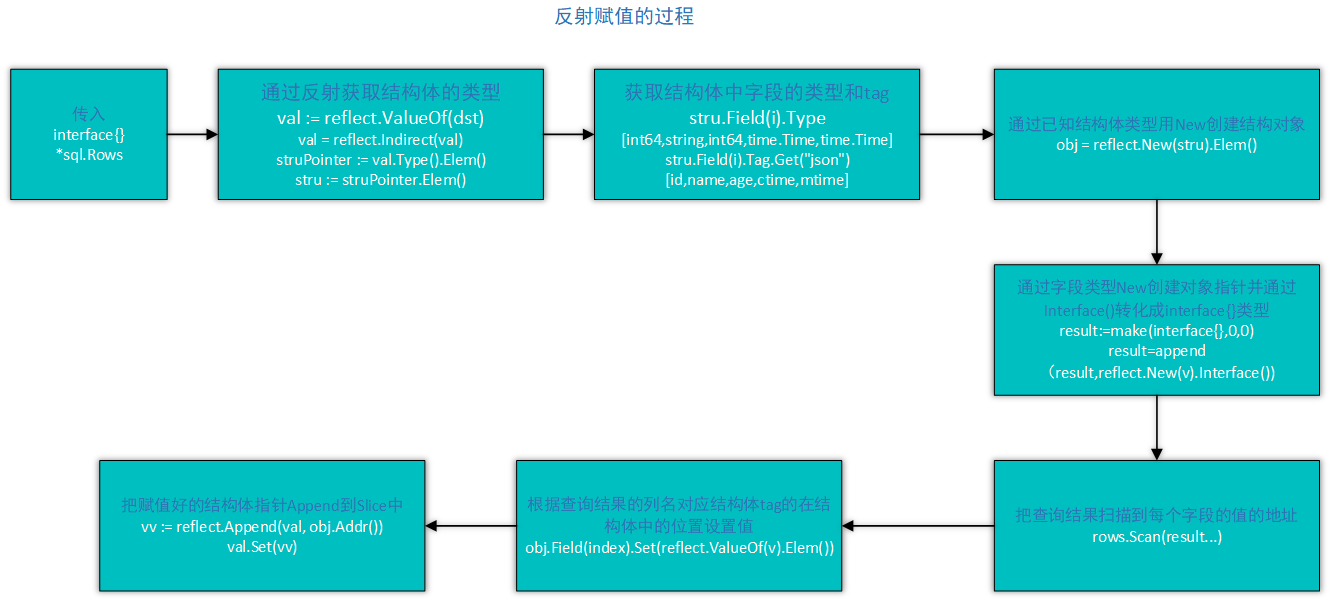 反射赋值的过程
传入
interface{}
*sql.Rows
通过反射获取结构体的类型
val := reflect.ValueOf(dst)
val = reflect.Indirect(val)
struPointer := val.Type().Elem()
stru := struPointer.Elem()
获取结构体中字段的类型和tag
stru.Field(i).Type
[int64,string,int64,time.Time,time.Time]
stru.Field(i).Tag.Get("json")
[id,name,age,ctime,mtime]
通过已知结构体类型用New创建结构对象
obj = reflect.New(stru).Elem()
通过字段类型New创建对象指针并通过
Interface()转化成interface{}类型
result:=make(interface{},0,0)
result=append
（result,reflect.New(v).Interface())
把查询结果扫描到每个字段的值的地址
rows.Scan(result...)
根据查询结果的列名对应结构体tag的在结
构体中的位置设置值
obj.Field(index).Set(reflect.ValueOf(v).Elem())
把赋值好的结构体指针Append到Slice中
vv := reflect.Append(val, obj.Addr())
val.Set(vv)